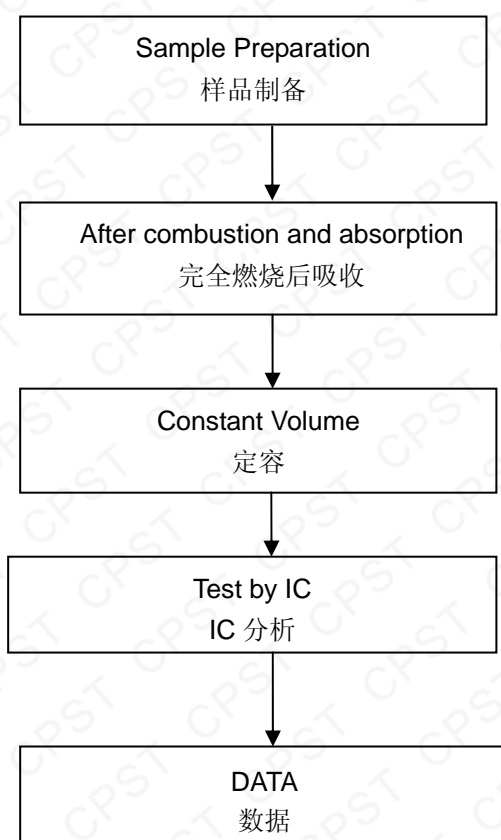 Sample Preparation
样品制备
After combustion and absorption
完全燃烧后吸收
Constant Volume
定容
Test by IC
IC 分析
DATA
数据